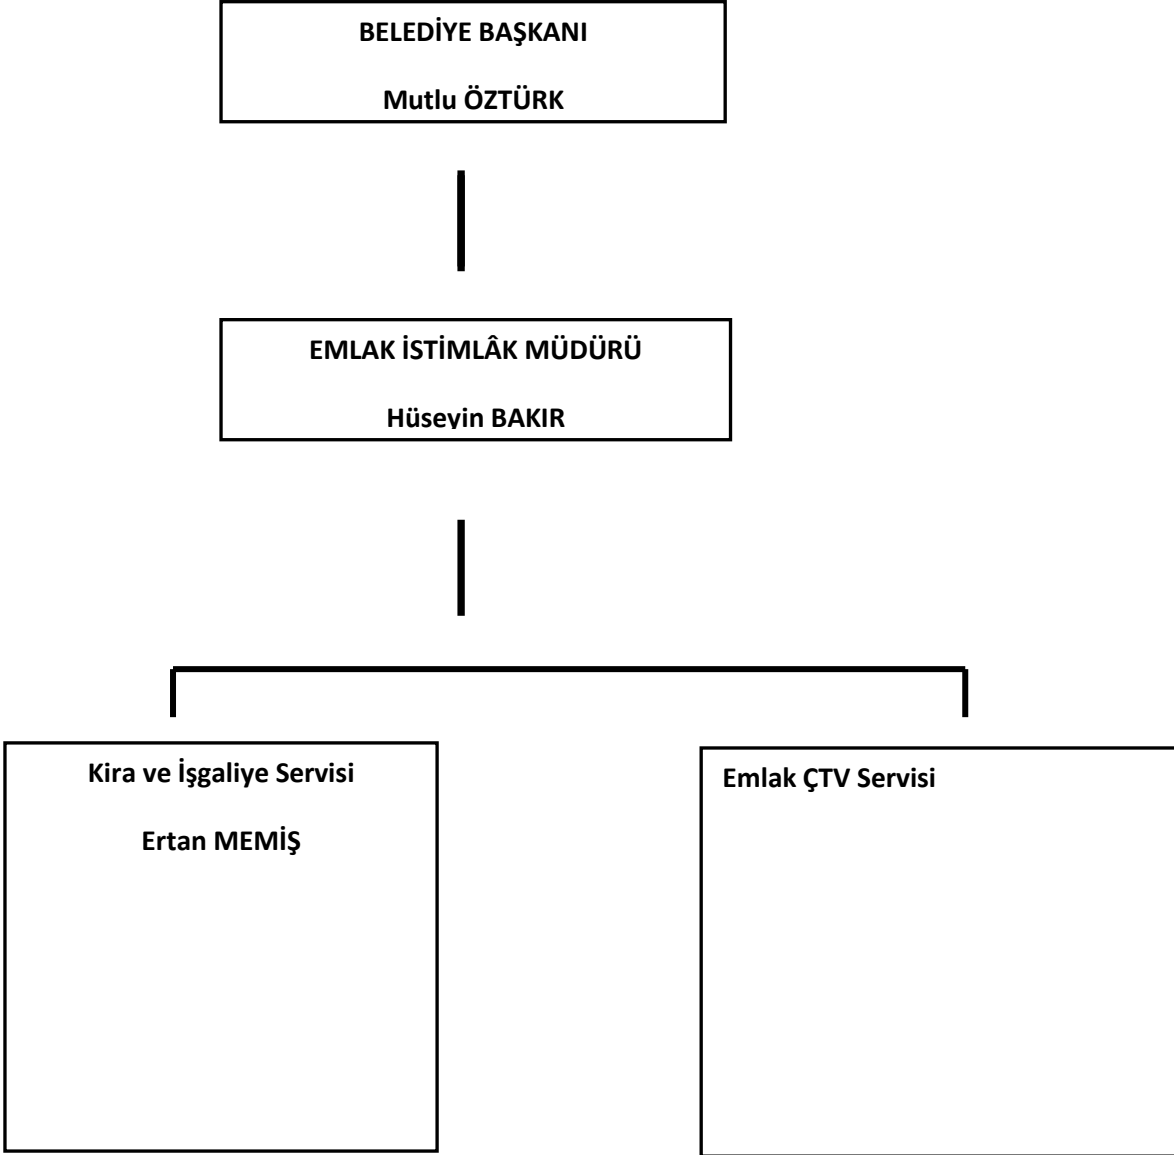 BELEDİYE BAŞKANI
Mutlu ÖZTÜRK
EMLAK İSTİMLÂK MÜDÜRÜ
Hüseyin BAKIR
Kira ve İşgaliye Servisi
Ertan MEMİŞ
Emlak ÇTV Servisi